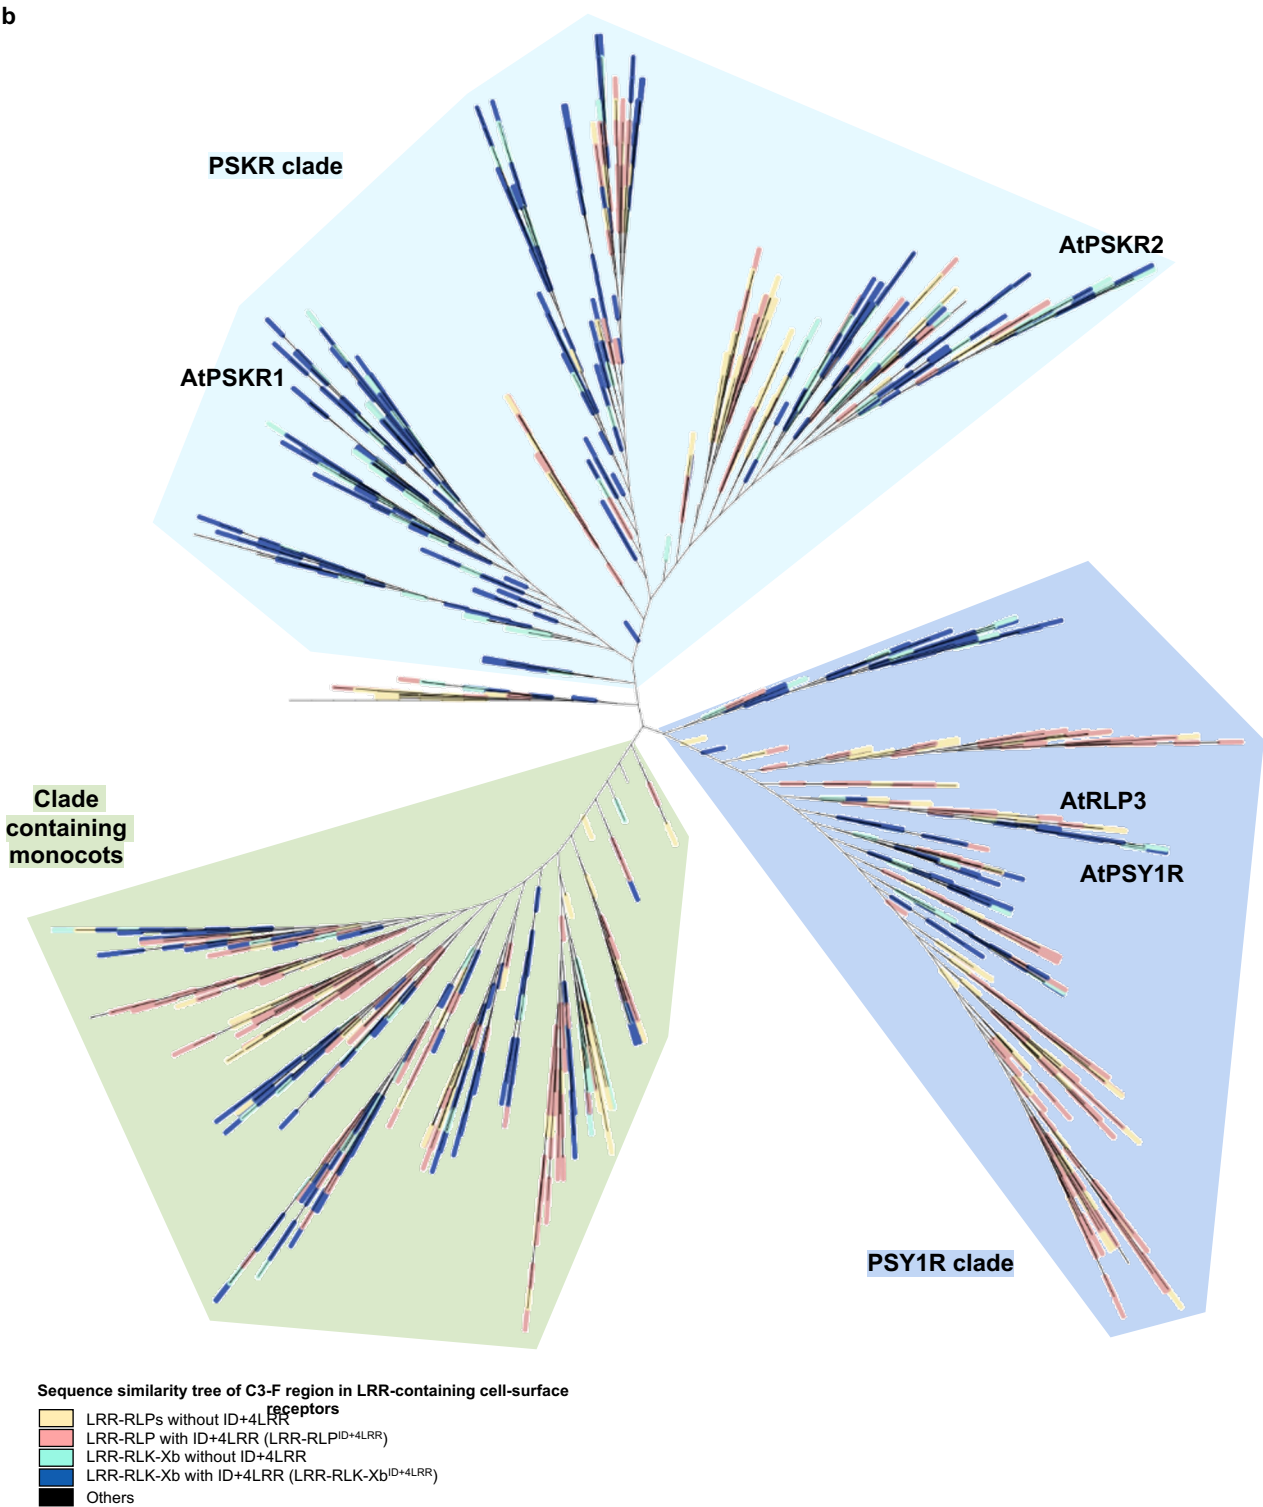 b
PSKR clade
AtPSKR2
AtPSKR1
Clade
containing
monocots
AtRLP3
AtPSY1R
PSY1R clade
Sequence similarity tree of C3-F region in LRR-containing cell-surface
receptors
LRR-RLPs without ID+4LRR
LRR-RLP with ID+4LRR (LRR-RLPID+4LRR)
LRR-RLK-Xb without ID+4LRR
LRR-RLK-Xb with ID+4LRR (LRR-RLK-XbID+4LRR)
Others